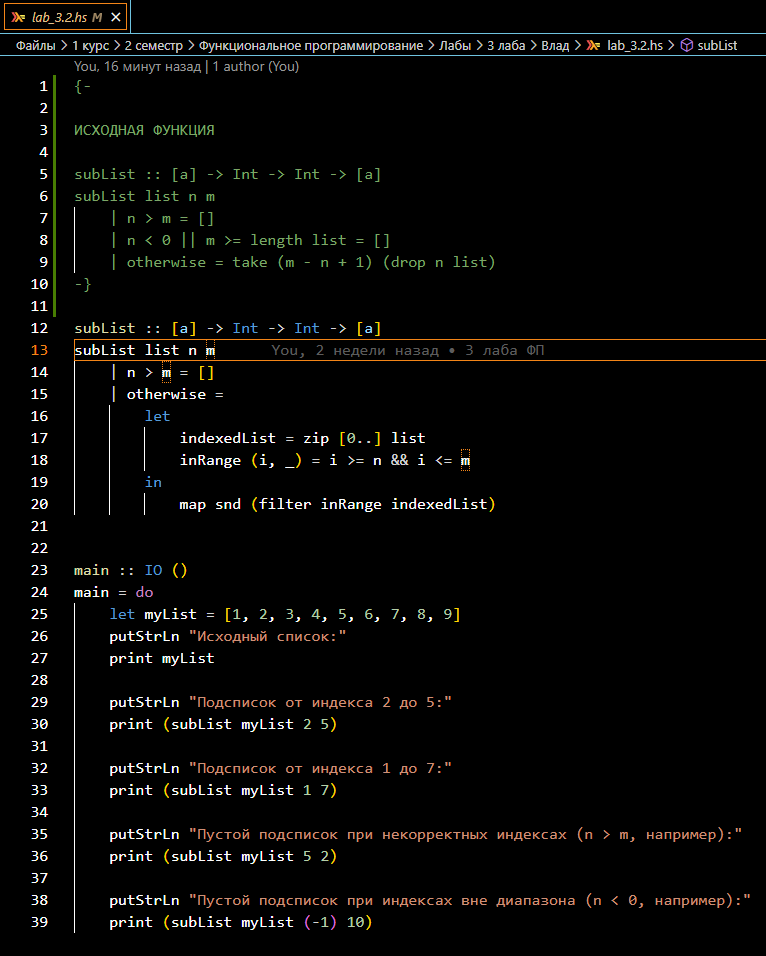 lab_3.2.hs M ×
Файлы > 1 курс > 2 семестр > Функциональное программирование > Лабы > 3 лаба > Влад > lab_3.2.hs > subList
You, 16 минут назад | 1 author (You)
1 {-
2
3 ИСХОДНАЯ ФУНКЦИЯ
4
5 subList :: [a] -> Int -> Int -> [a]
6 subList list n m
7     | n > m = []
8     | n < 0 || m >= length list = []
9     | otherwise = take (m - n + 1) (drop n list)
10 -}
11
12 subList :: [a] -> Int -> Int -> [a]
13 subList list n m You, 2 недели назад • 3 лаба ФП
14     | n > m = []
15     | otherwise =
16         let
17             indexedList = zip [0..] list
18             inRange (i, _) = i >= n && i <= m
19         in
20             map snd (filter inRange indexedList)
21
22
23 main :: IO ()
24 main = do
25     let myList = [1, 2, 3, 4, 5, 6, 7, 8, 9]
26     putStrLn "Исходный список:"
27     print myList
28
29     putStrLn "Подсписок от индекса 2 до 5:"
30     print (subList myList 2 5)
31
32     putStrLn "Подсписок от индекса 1 до 7:"
33     print (subList myList 1 7)
34
35     putStrLn "Пустой подсписок при некорректных индексах (n > m, например):"
36     print (subList myList 5 2)
37
38     putStrLn "Пустой подсписок при индексах вне диапазона (n < 0, например):"
39     print (subList myList (-1) 10)